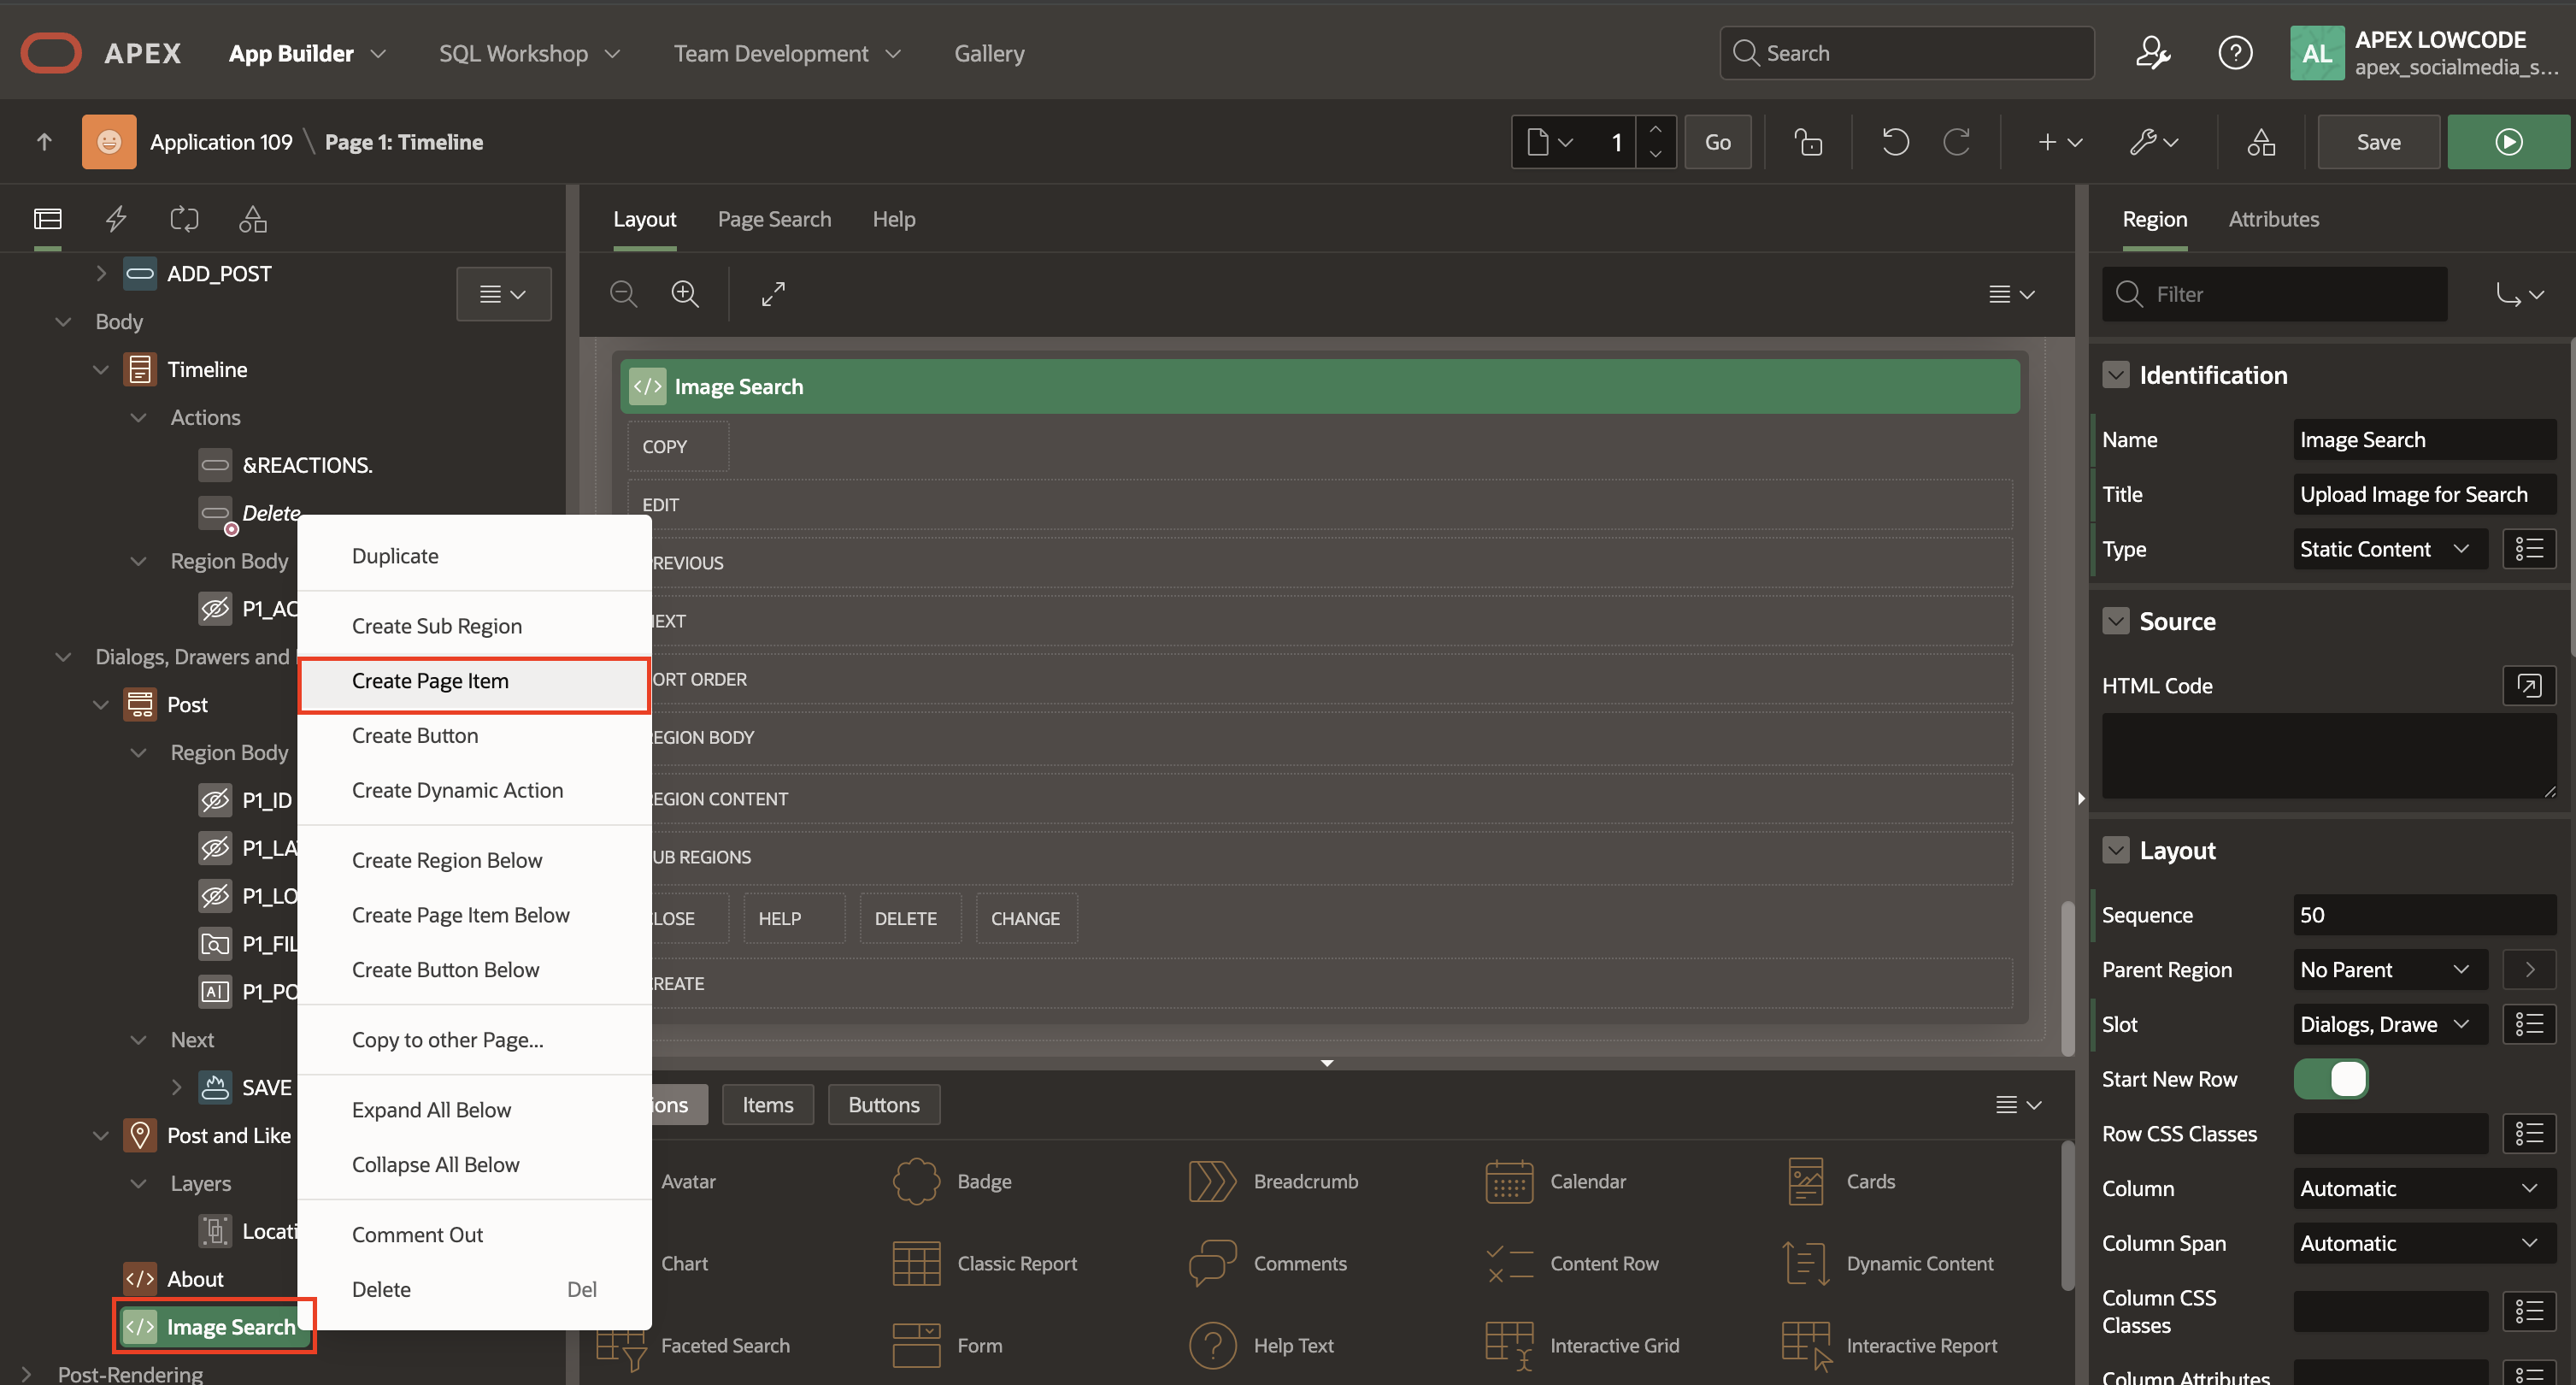 APEX App Builder SQL Workshop Team Development Gallery Search APEX LOWCODE
AL apex_socialmedia_s...
Application 109 \ Page 1: Timeline 1 Go Save
Layout Page Search Help Region Attributes
ADD_POST
Filter
Body
Timeline
Actions
&REACTIONS.
Delete
Region Body
P1_AC
Dialogs, Drawers and
Post
Region Body
P1_ID
P1_LA
P1_LO
P1_FIL
P1_PO
Next
SAVE
Post and Like
Layers
Locati
About
</> Image Search
Post-Rendering
Duplicate
Create Sub Region
Create Page Item
Create Button
Create Dynamic Action
Create Region Below
Create Page Item Below
Create Button Below
Copy to other Page...
Expand All Below
Collapse All Below
Comment Out
Delete Del
</> Image Search
COPY
EDIT
REVIOUS
EXT
ORT ORDER
EGION BODY
EGION CONTENT
UB REGIONS
LOSE HELP DELETE CHANGE
REATE
ions Items Buttons
Avatar Badge Breadcrumb Calendar Cards
Chart Classic Report Comments Content Row Dynamic Content
Faceted Search Form Help Text Interactive Grid Interactive Report
Identification
Name Image Search
Title Upload Image for Search
Type Static Content
Source
HTML Code
Layout
Sequence 50
Parent Region No Parent
Slot Dialogs, Drawe
Start New Row
Row CSS Classes
Column Automatic
Column Span Automatic
Column CSS
Classes
Column Attributes